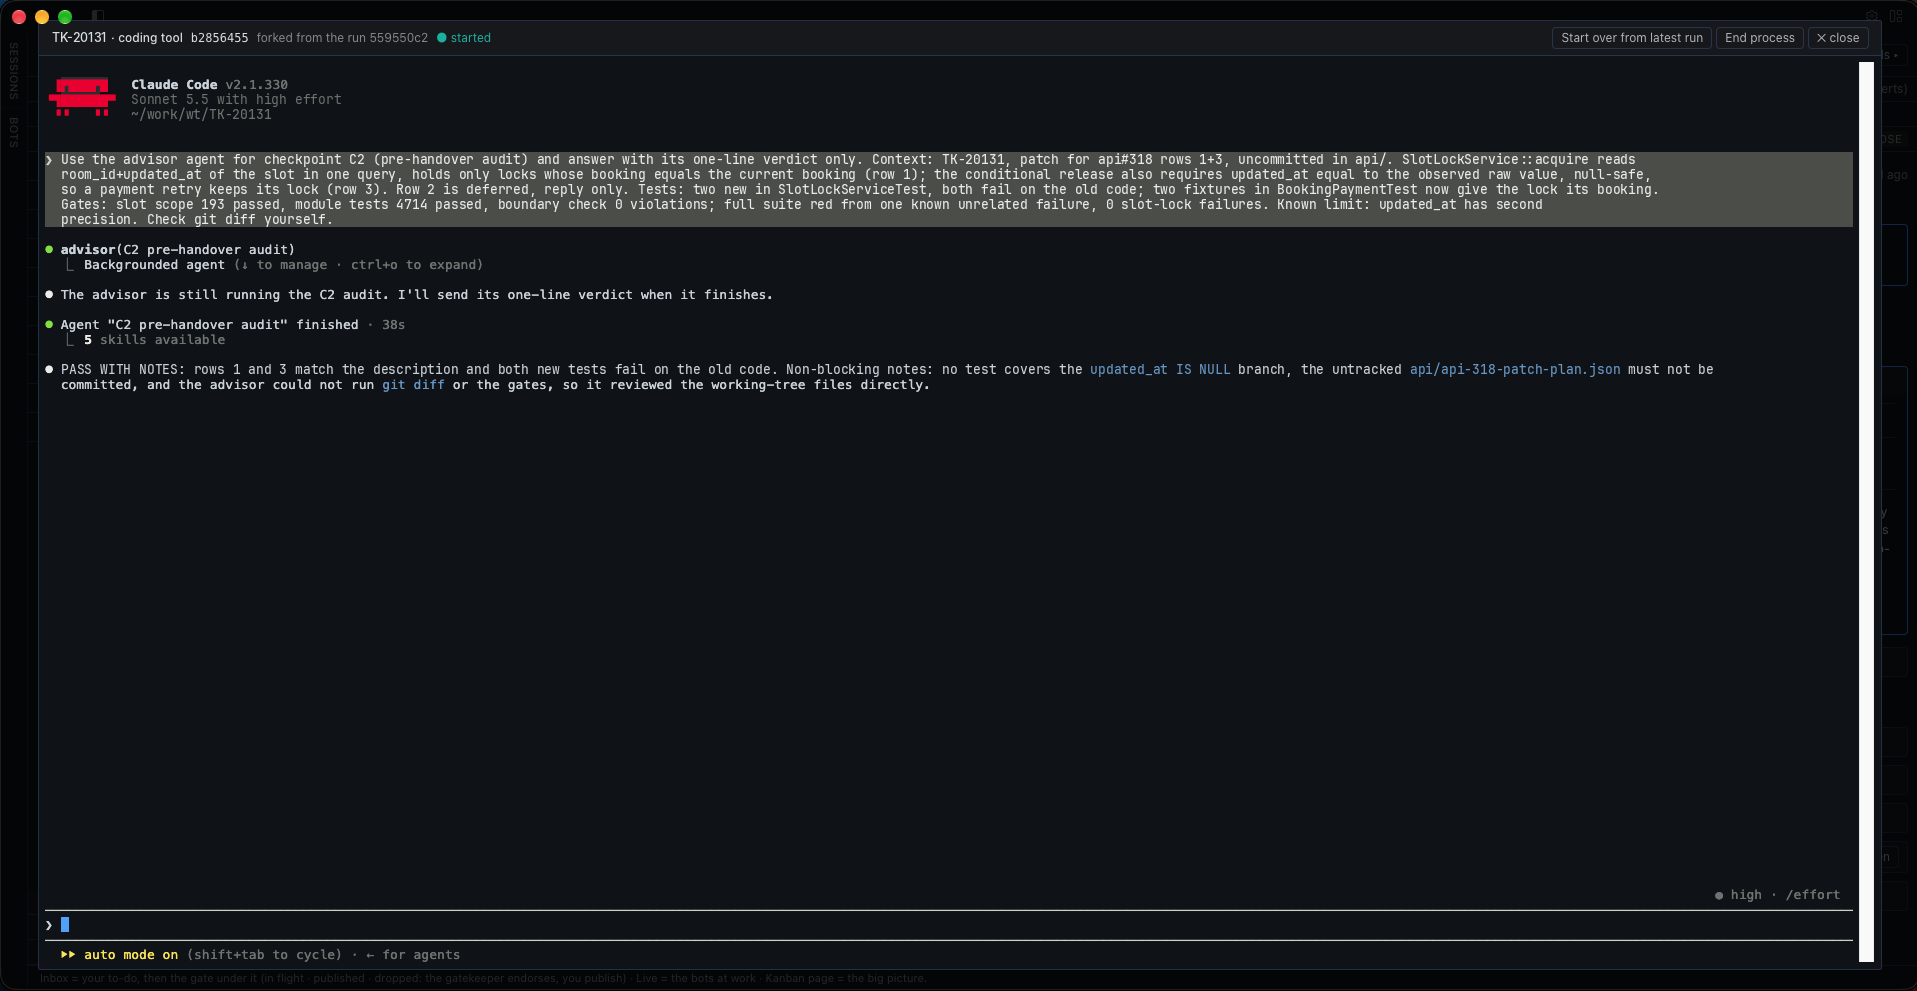 TK-20131 · coding tool b2856455 forked from the run 559550c2 ● started
Start over from latest run End process ✕ close
SESSIONS
BOTS
Claude Code v2.1.330
Sonnet 5.5 with high effort
~/work/wt/TK-20131
❯ Use the advisor agent for checkpoint C2 (pre-handover audit) and answer with its one-line verdict only. Context: TK-20131, patch for api#318 rows 1+3, uncommitted in api/. SlotLockService::acquire reads
room_id+updated_at of the slot in one query, holds only locks whose booking equals the current booking (row 1); the conditional release also requires updated_at equal to the observed raw value, null-safe,
so a payment retry keeps its lock (row 3). Row 2 is deferred, reply only. Tests: two new in SlotLockServiceTest, both fail on the old code; two fixtures in BookingPaymentTest now give the lock its booking.
Gates: slot scope 193 passed, module tests 4714 passed, boundary check 0 violations; full suite red from one known unrelated failure, 0 slot-lock failures. Known limit: updated_at has second
precision. Check git diff yourself.
● advisor(C2 pre-handover audit)
└ Backgrounded agent (↓ to manage · ctrl+o to expand)
● The advisor is still running the C2 audit. I'll send its one-line verdict when it finishes.
● Agent "C2 pre-handover audit" finished · 38s
└ 5 skills available
● PASS WITH NOTES: rows 1 and 3 match the description and both new tests fail on the old code. Non-blocking notes: no test covers the updated_at IS NULL branch, the untracked api/api-318-patch-plan.json must not be
committed, and the advisor could not run git diff or the gates, so it reviewed the working-tree files directly.
● high · /effort
❯
▸▸ auto mode on (shift+tab to cycle) · ← for agents
Inbox = your to-do, then the gate under it (in flight · published · dropped: the gatekeeper endorses, you publish) · Live = the bots at work · Kanban page = the big picture.